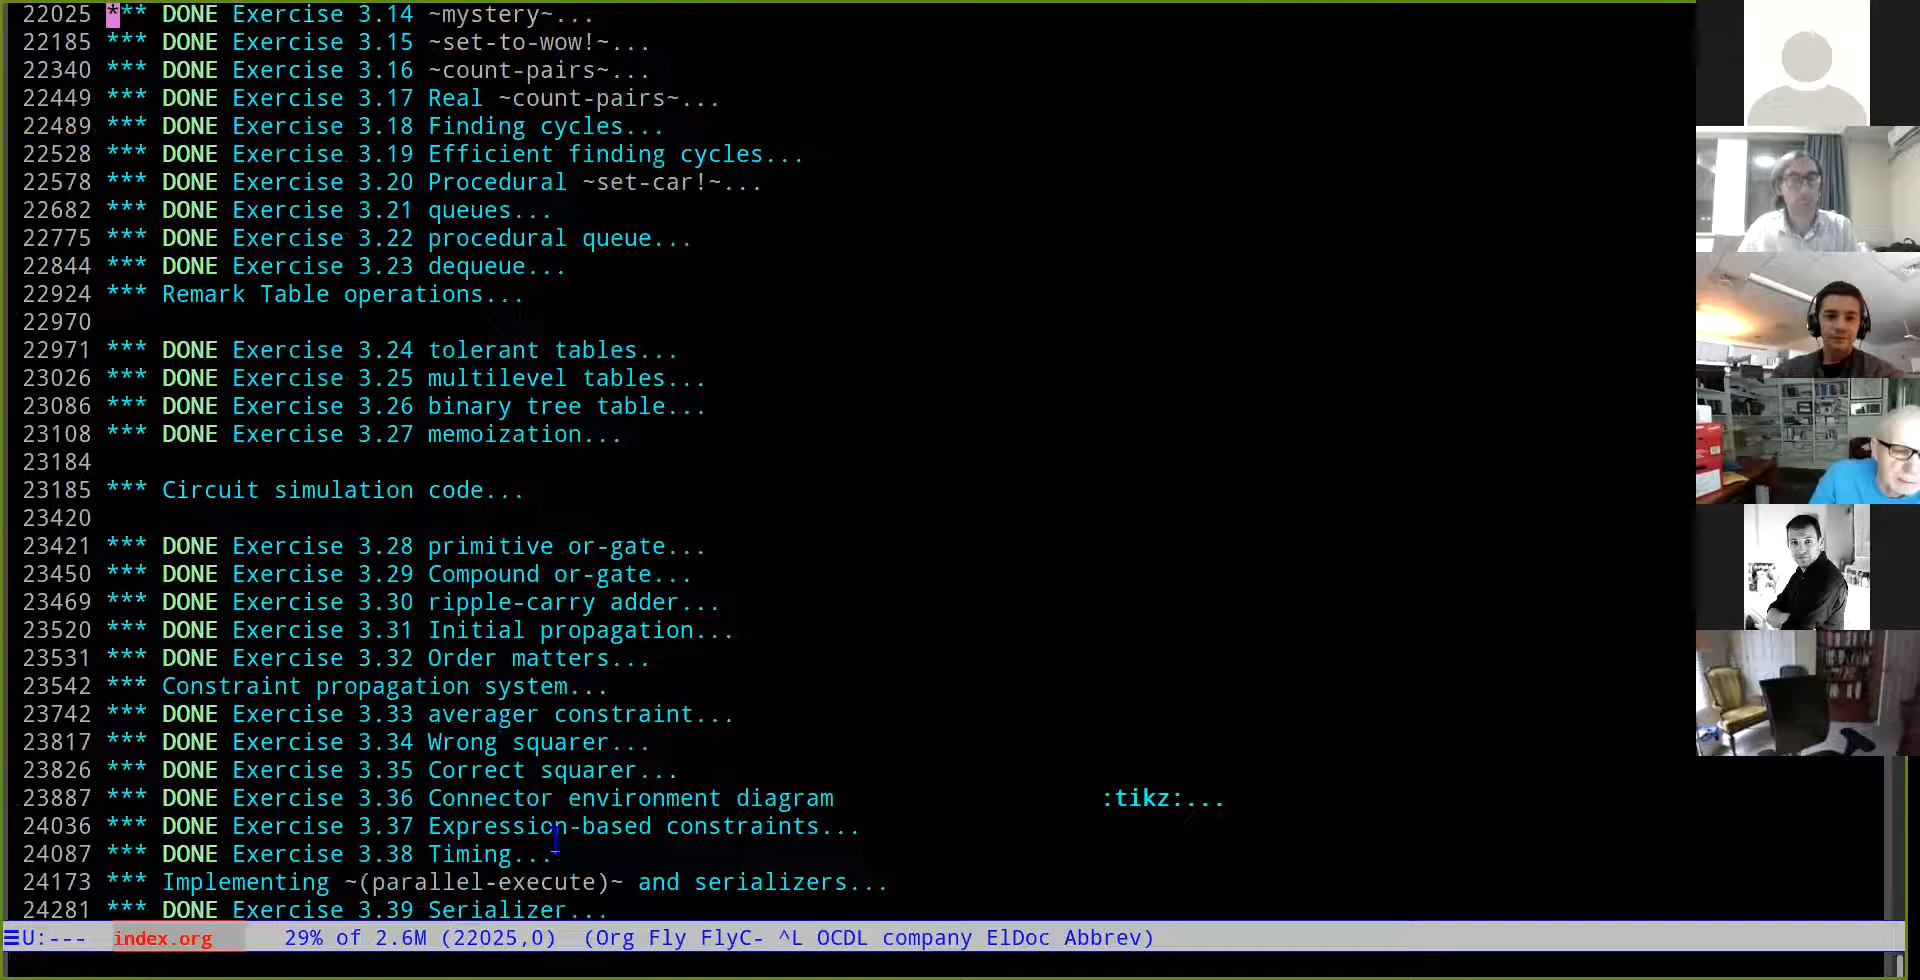 22025 *** DONE Exercise 3.14 ~mystery~...
22185 *** DONE Exercise 3.15 ~set-to-wow!~...
22340 *** DONE Exercise 3.16 ~count-pairs~...
22449 *** DONE Exercise 3.17 Real ~count-pairs~...
22489 *** DONE Exercise 3.18 Finding cycles...
22528 *** DONE Exercise 3.19 Efficient finding cycles...
22578 *** DONE Exercise 3.20 Procedural ~set-car!~...
22682 *** DONE Exercise 3.21 queues...
22775 *** DONE Exercise 3.22 procedural queue...
22844 *** DONE Exercise 3.23 dequeue...
22924 *** Remark Table operations...
22970
22971 *** DONE Exercise 3.24 tolerant tables...
23026 *** DONE Exercise 3.25 multilevel tables...
23086 *** DONE Exercise 3.26 binary tree table...
23108 *** DONE Exercise 3.27 memoization...
23184
23185 *** Circuit simulation code...
23420
23421 *** DONE Exercise 3.28 primitive or-gate...
23450 *** DONE Exercise 3.29 Compound or-gate...
23469 *** DONE Exercise 3.30 ripple-carry adder...
23520 *** DONE Exercise 3.31 Initial propagation...
23531 *** DONE Exercise 3.32 Order matters...
23542 *** Constraint propagation system...
23742 *** DONE Exercise 3.33 averager constraint...
23817 *** DONE Exercise 3.34 Wrong squarer...
23826 *** DONE Exercise 3.35 Correct squarer...
23887 *** DONE Exercise 3.36 Connector environment diagram :tikz:...
24036 *** DONE Exercise 3.37 Expression-based constraints...
24087 *** DONE Exercise 3.38 Timing...
24173 *** Implementing ~(parallel-execute)~ and serializers...
24281 *** DONE Exercise 3.39 Serializer...
U:--- index.org 29% of 2.6M (22025,0) (Org Fly FlyC- ^L OCDL company ElDoc Abbrev)